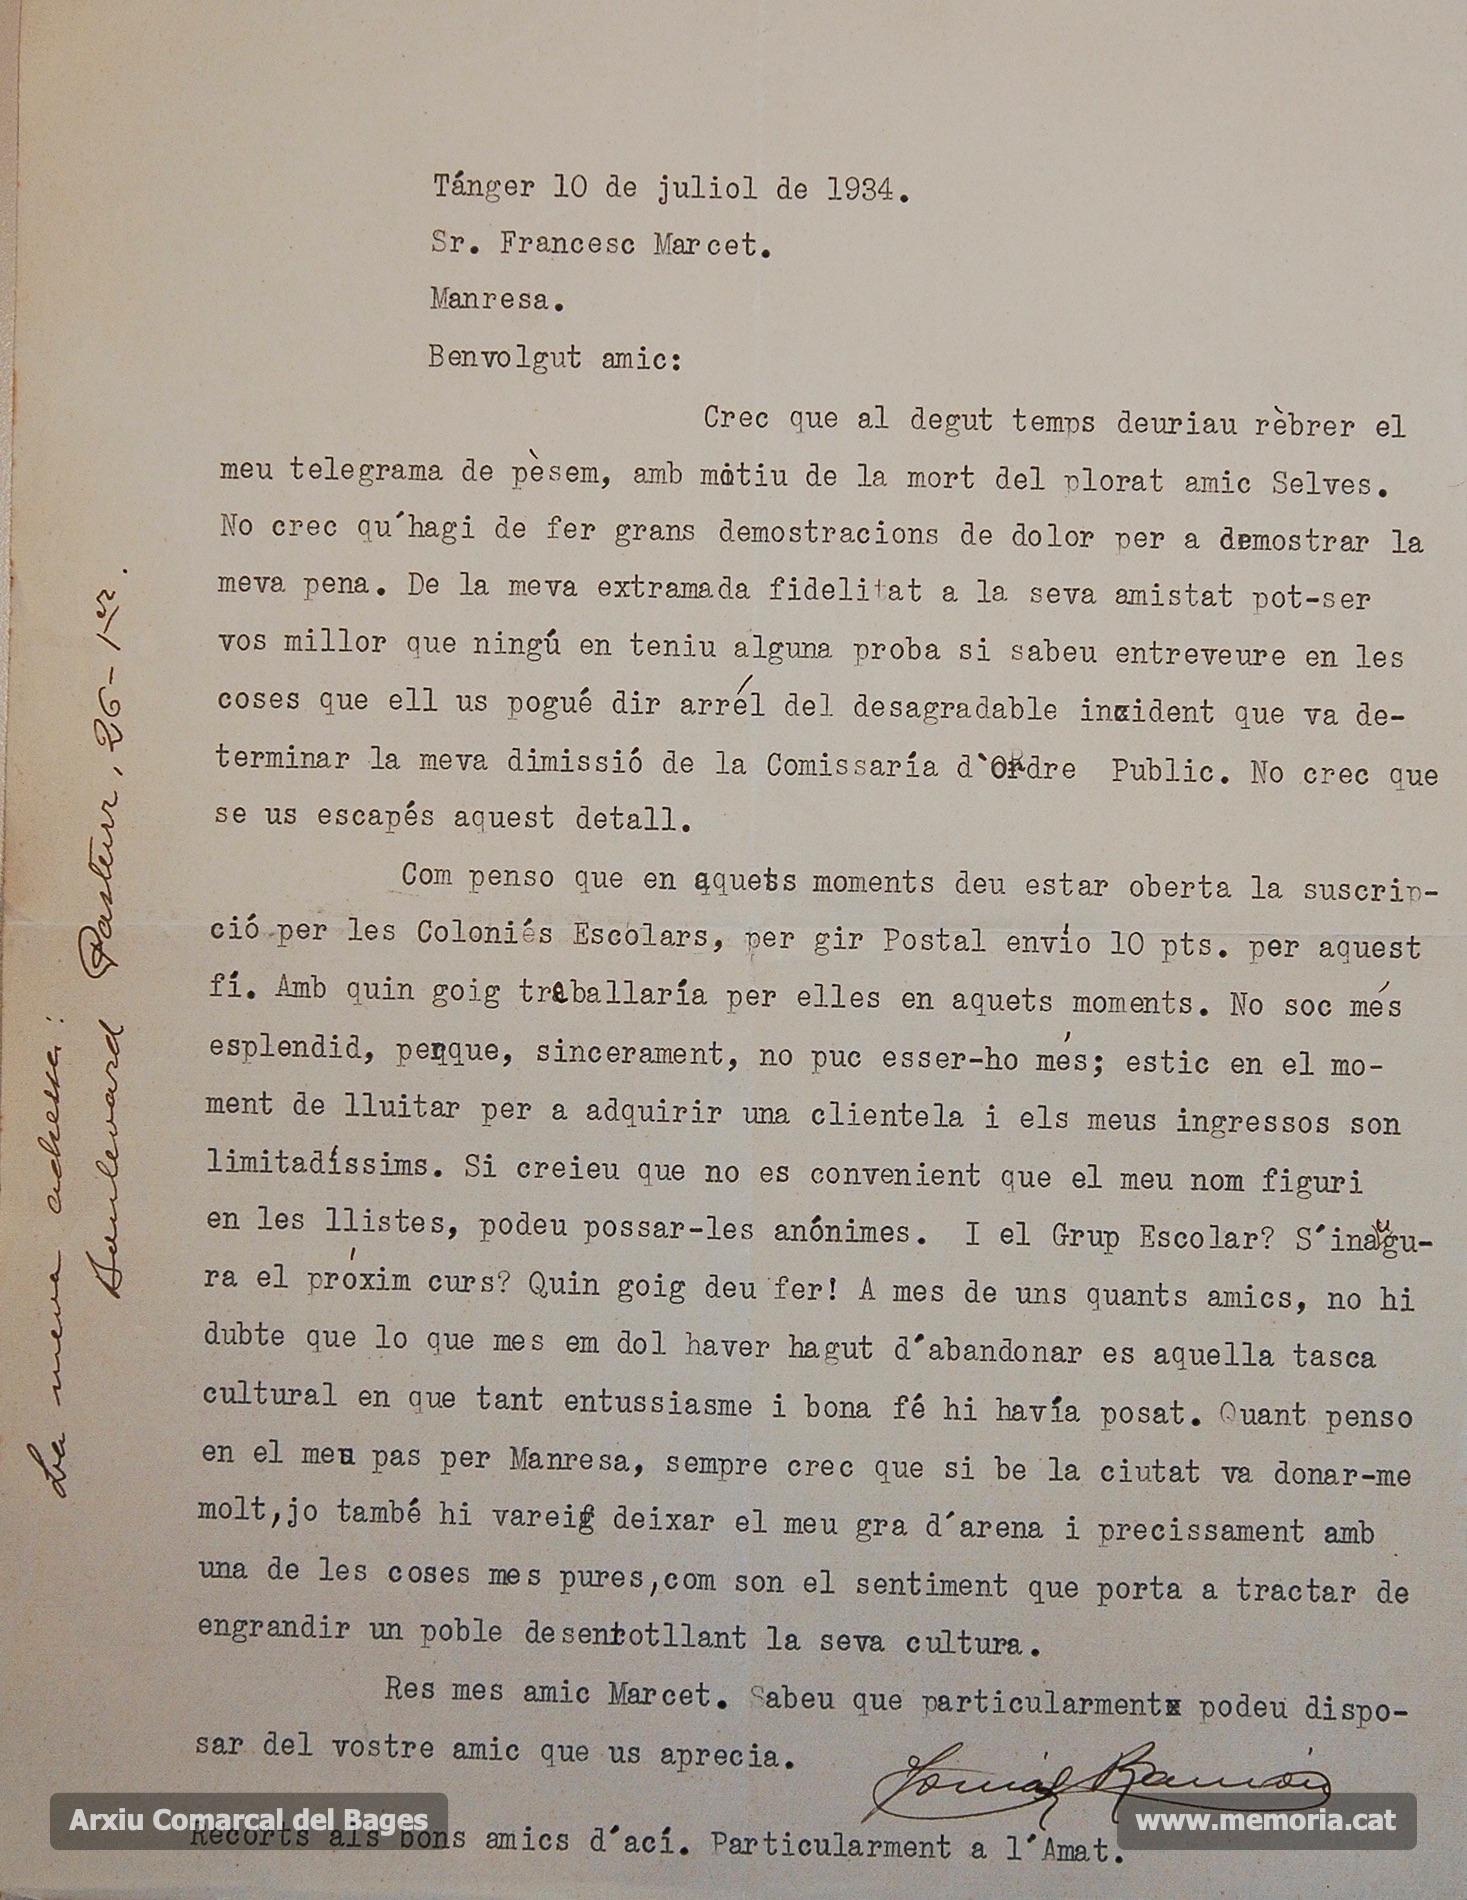 Tánger 10 de juliol de 1934.
Sr. Francesc Marcet.
Manresa.
Benvolgut amic:
Crec que al degut temps deuriau rèbrer el
meu telegrama de pèsem, amb motiu de la mort del plorat amic Selves.
No crec qu´hagi de fer grans demostracions de dolor per a demostrar la
meva pena. De la meva extramada fidelitat a la seva amistat pot-ser
vos millor que ningú en teniu alguna proba si sabeu entreveure en les
coses que ell us pogué dir arrél del desagradable incident que va de-
terminar la meva dimissió de la Comissaría d`Ordre Public. No crec que
se us escapés aquest detall.
Com penso que en aquets moments deu estar oberta la suscrip-
ció per les Coloniés Escolars, per gir Postal envío 10 pts. per aquest
fí. Amb quin goig traballaría per elles en aquets moments. No soc més
esplendid, perque, sincerament, no puc esser-ho més; estic en el mo-
ment de lluitar per a adquirir una clientela i els meus ingressos son
limitadíssims. Si creieu que no es convenient que el meu nom figuri
en les llistes, podeu possar-les anónimes. I el Grup Escolar? S´inaugu-
ra el próxim curs? Quin goig deu fer! A mes de uns quants amics, no hi
dubte que lo que mes em dol haver hagut d´abandonar es aquella tasca
cultural en que tant entussiasme i bona fé hi havía posat. Quant penso
en el meu pas per Manresa, sempre crec que si be la ciutat va donar-me
molt,jo també hi vareig deixar el meu gra d´arena i precissament amb
una de les coses mes pures,com son el sentiment que porta a tractar de
engrandir un poble desenrotllant la seva cultura.
Res mes amic Marcet. Sabeu que particularment podeu dispo-
sar del vostre amic que us aprecia.
Tomás Ramón
Recorts als bons amics d´ací. Particularment a l´Amat.
La meva adressa:
Boulevard Pasteur, 26-1er.
Arxiu Comarcal del Bages
www.memoria.cat